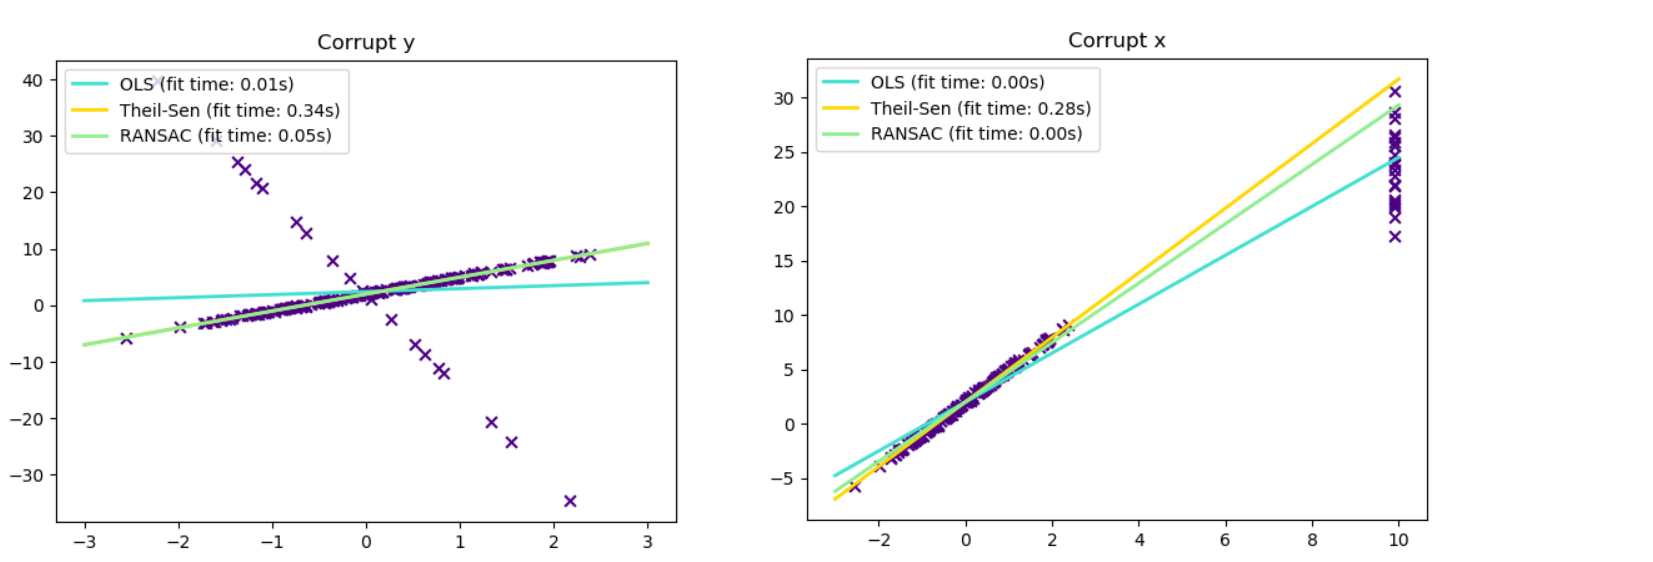 Corrupt y
OLS (fit time: 0.01s)
Theil-Sen (fit time: 0.34s)
RANSAC (fit time: 0.05s)
40
30
20
10
0
−10
−20
−30
−3 −2 −1 0 1 2 3
Corrupt x
OLS (fit time: 0.00s)
Theil-Sen (fit time: 0.28s)
RANSAC (fit time: 0.00s)
30
25
20
15
10
5
0
−5
−2 0 2 4 6 8 10